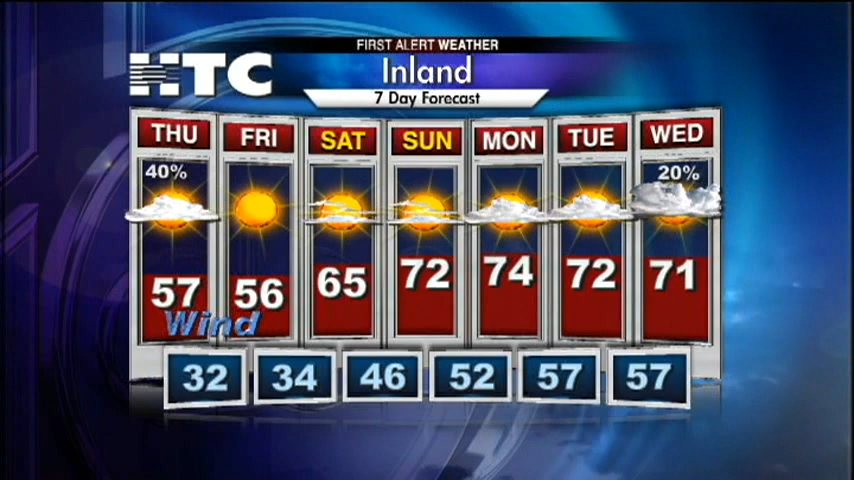 FIRST ALERT WEATHER
HTC
Inland
7 Day Forecast
THU FRI SAT SUN MON TUE WED
40% 20%
57 56 65 72 74 72 71
Wind
32 34 46 52 57 57